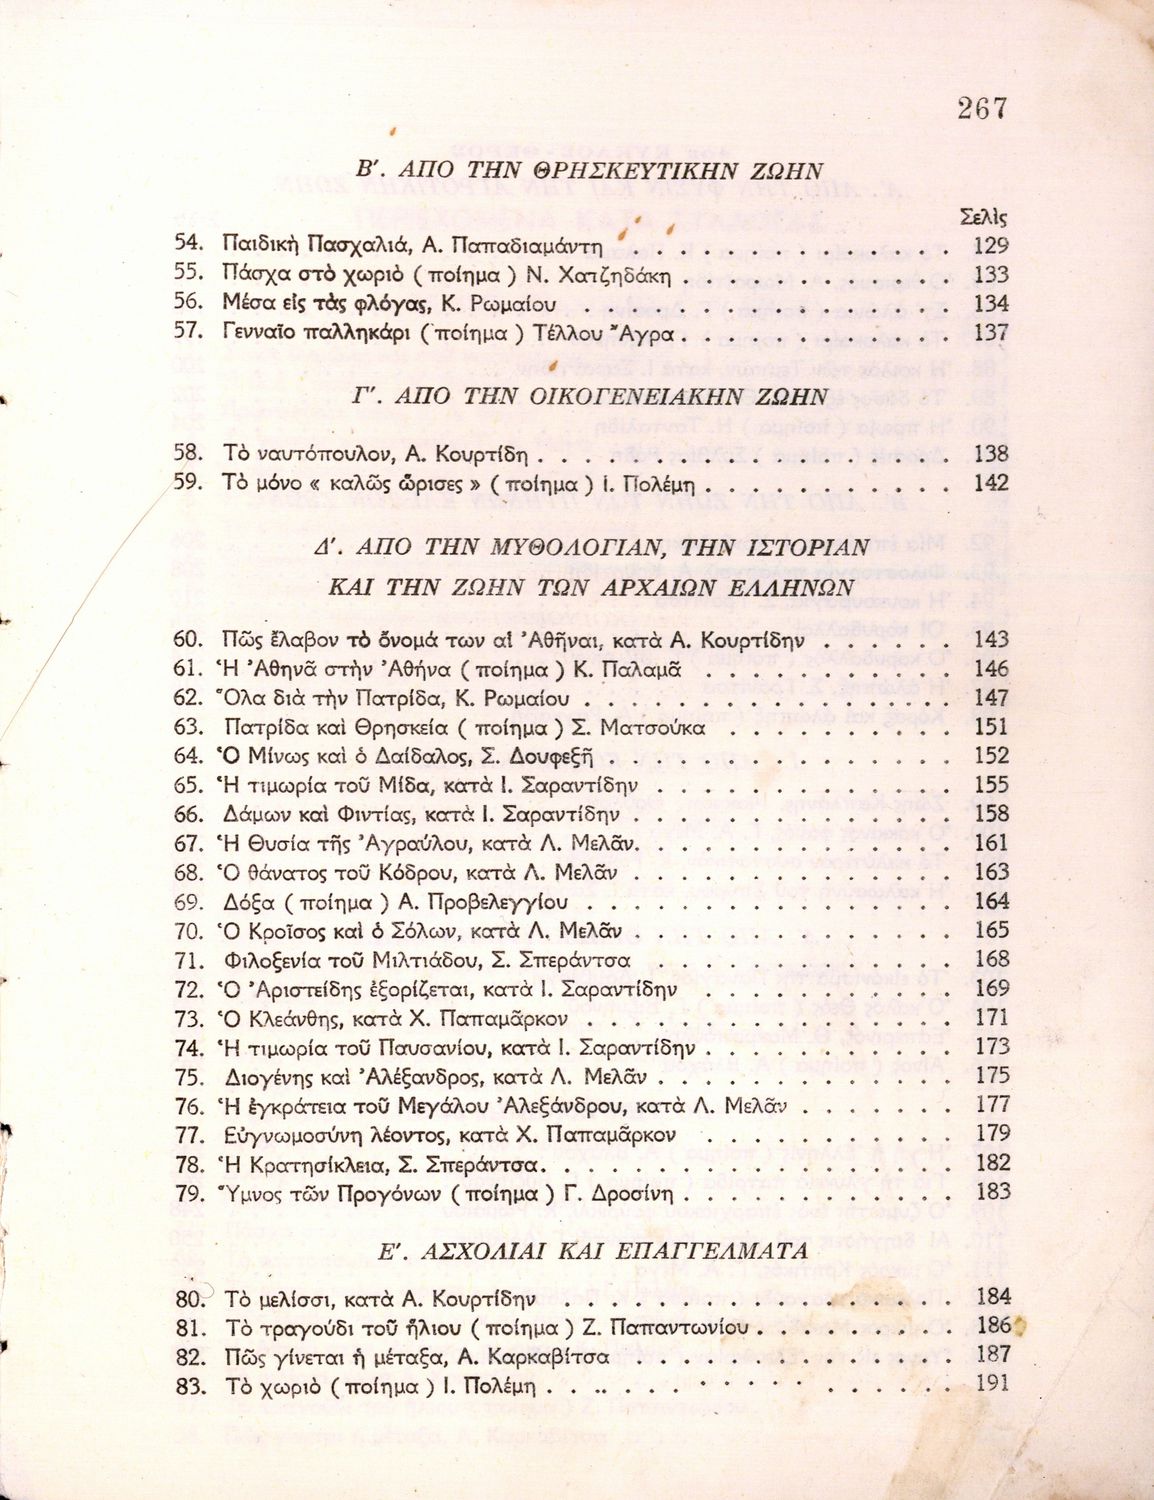 267
Β′. ΑΠΟ ΤΗΝ ΘΡΗΣΚΕΥΤΙΚΗΝ ΖΩΗΝ
Σελὶς
54. Παιδικὴ Πασχαλιά, Α. Παπαδιαμάντη . . . . . . . . . . . . . . 129
55. Πάσχα στὸ χωριὸ ( ποίημα ) Ν. Χατζηδάκη . . . . . . . . . . . . 133
56. Μέσα εἰς τὰς φλόγας, Κ. Ρωμαίου . . . . . . . . . . . . . . . . 134
57. Γενναῖο παλληκάρι ( ποίημα ) Τέλλου Ἄγρα . . . . . . . . . . . . 137
Γ′. ΑΠΟ ΤΗΝ ΟΙΚΟΓΕΝΕΙΑΚΗΝ ΖΩΗΝ
58. Τὸ ναυτόπουλον, Α. Κουρτίδη . . . . . . . . . . . . . . . . . . 138
59. Τὸ μόνο « καλῶς ὥρισες » ( ποίημα ) Ι. Πολέμη . . . . . . . . . . . 142
Δ′. ΑΠΟ ΤΗΝ ΜΥΘΟΛΟΓΙΑΝ, ΤΗΝ ΙΣΤΟΡΙΑΝ
ΚΑΙ ΤΗΝ ΖΩΗΝ ΤΩΝ ΑΡΧΑΙΩΝ ΕΛΛΗΝΩΝ
60. Πῶς ἔλαβον τὸ ὄνομά των αἱ Ἀθῆναι, κατὰ Α. Κουρτίδην . . . . . . 143
61. Ἡ Ἀθηνᾶ στὴν Ἀθήνα ( ποίημα ) Κ. Παλαμᾶ . . . . . . . . . . . 146
62. Ὅλα διὰ τὴν Πατρίδα, Κ. Ρωμαίου . . . . . . . . . . . . . . . . 147
63. Πατρίδα καὶ Θρησκεία ( ποίημα ) Σ. Ματσούκα . . . . . . . . . . 151
64. Ὁ Μίνως καὶ ὁ Δαίδαλος, Σ. Δουφεξῆ . . . . . . . . . . . . . . . 152
65. Ἡ τιμωρία τοῦ Μίδα, κατὰ Ι. Σαραντίδην . . . . . . . . . . . . . 155
66. Δάμων καὶ Φιντίας, κατὰ Ι. Σαραντίδην . . . . . . . . . . . . . . 158
67. Ἡ Θυσία τῆς Ἀγραύλου, κατὰ Λ. Μελᾶν. . . . . . . . . . . . . . 161
68. Ὁ θάνατος τοῦ Κόδρου, κατὰ Λ. Μελᾶν . . . . . . . . . . . . . . 163
69. Δόξα ( ποίημα ) Α. Προβελεγγίου . . . . . . . . . . . . . . . . 164
70. Ὁ Κροῖσος καὶ ὁ Σόλων, κατὰ Λ. Μελᾶν . . . . . . . . . . . . . . 165
71. Φιλοξενία τοῦ Μιλτιάδου, Σ. Σπεράντσα . . . . . . . . . . . . . 168
72. Ὁ Ἀριστείδης ἐξορίζεται, κατὰ Ι. Σαραντίδην . . . . . . . . . . . 169
73. Ὁ Κλεάνθης, κατὰ Χ. Παπαμᾶρκον . . . . . . . . . . . . . . . . 171
74. Ἡ τιμωρία τοῦ Παυσανίου, κατὰ Ι. Σαραντίδην . . . . . . . . . . . 173
75. Διογένης καὶ Ἀλέξανδρος, κατὰ Λ. Μελᾶν . . . . . . . . . . . . . 175
76. Ἡ ἐγκράτεια τοῦ Μεγάλου Ἀλεξάνδρου, κατὰ Λ. Μελᾶν . . . . . . . 177
77. Εὐγνωμοσύνη λέοντος, κατὰ Χ. Παπαμᾶρκον . . . . . . . . . . . 179
78. Ἡ Κρατησίκλεια, Σ. Σπεράντσα. . . . . . . . . . . . . . . . . . 182
79. Ὕμνος τῶν Προγόνων ( ποίημα ) Γ. Δροσίνη . . . . . . . . . . . . 183
Ε′. ΑΣΧΟΛΙΑΙ ΚΑΙ ΕΠΑΓΓΕΛΜΑΤΑ
80. Τὸ μελίσσι, κατὰ Α. Κουρτίδην . . . . . . . . . . . . . . . . . 184
81. Τὸ τραγούδι τοῦ ἥλιου ( ποίημα ) Ζ. Παπαντωνίου . . . . . . . . . 186
82. Πῶς γίνεται ἡ μέταξα, Α. Καρκαβίτσα . . . . . . . . . . . . . . 187
83. Τὸ χωριὸ ( ποίημα ) Ι. Πολέμη . . . . . . . . . . . . . . . . . 191